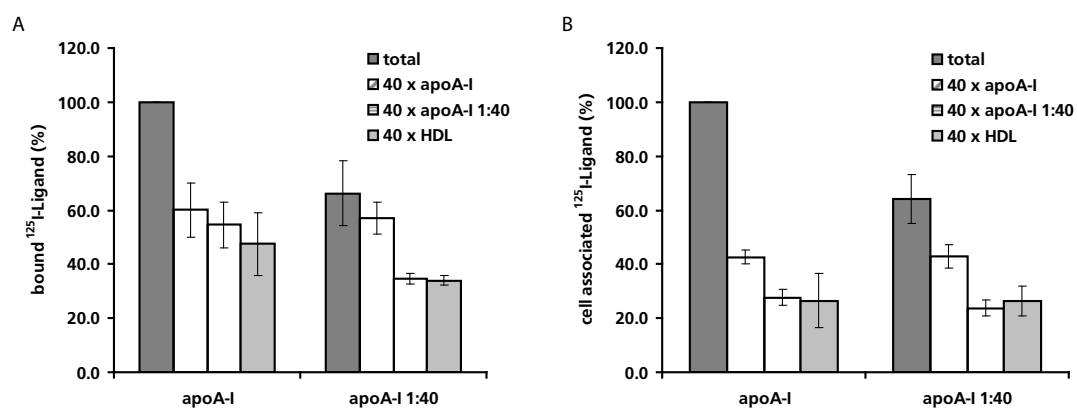 A
bound ¹²⁵I-Ligand (%)
120.0
100.0
80.0
60.0
40.0
20.0
0.0
total
40 x apoA-I
40 x apoA-I 1:40
40 x HDL
apoA-I
apoA-I 1:40
B
cell associated ¹²⁵I-Ligand (%)
120.0
100.0
80.0
60.0
40.0
20.0
0.0
total
40 x apoA-I
40 x apoA-I 1:40
40 x HDL
apoA-I
apoA-I 1:40